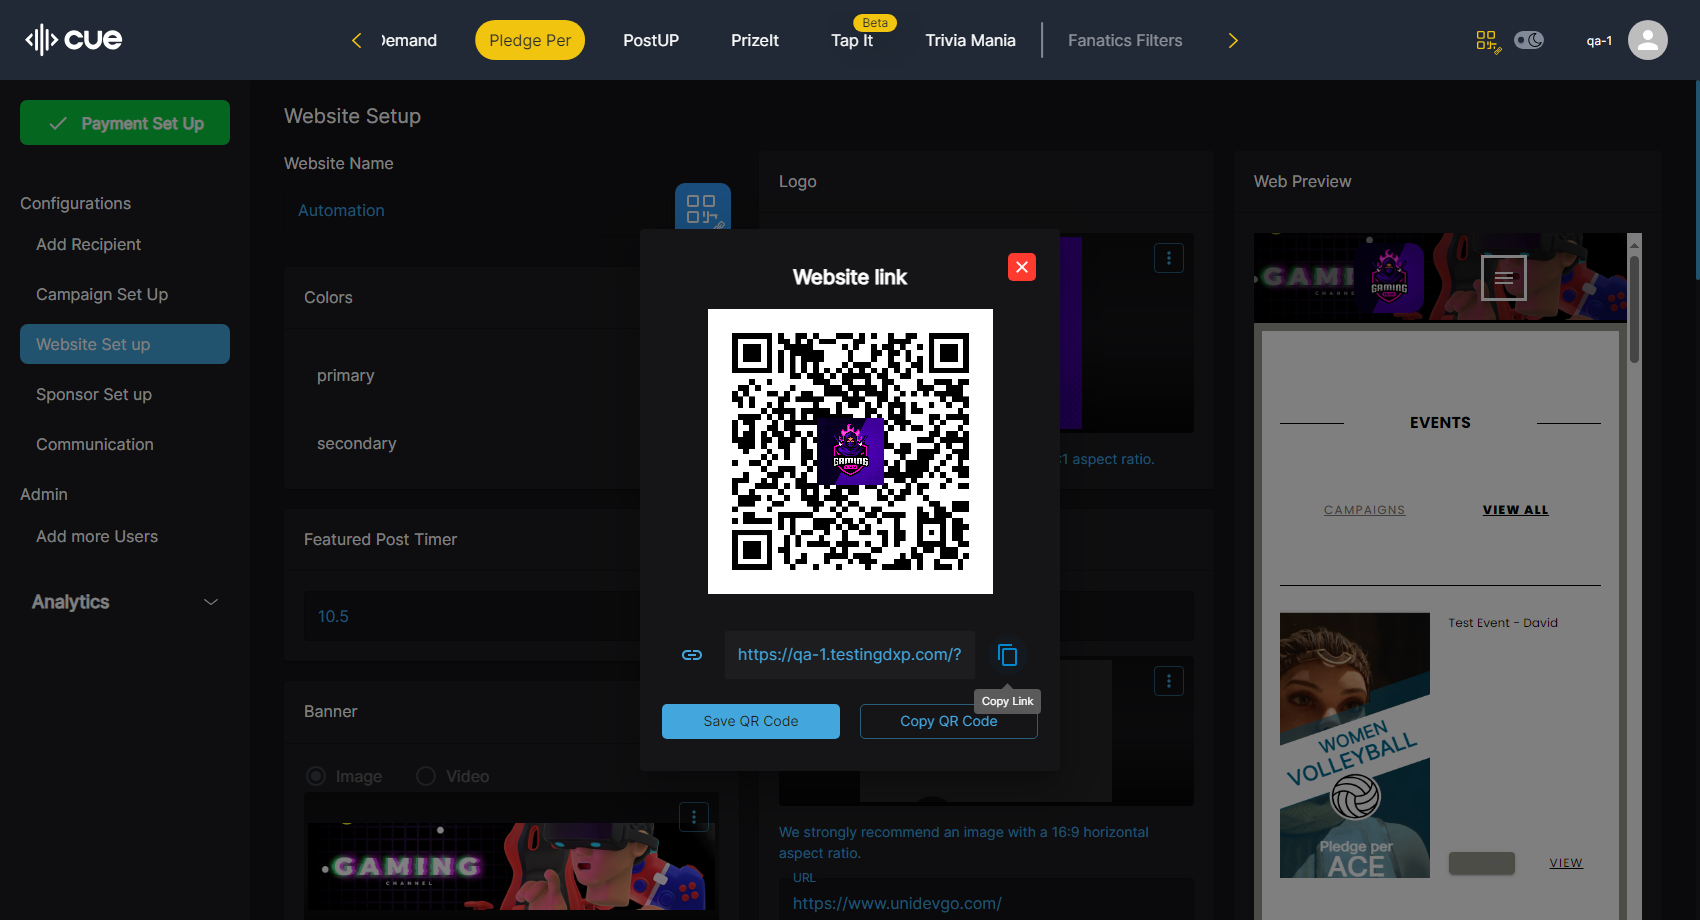 cue
Demand
Pledge Per
PostUP
PrizeIt
Beta
Tap It
Trivia Mania
Fanatics Filters
qa-1
Payment Set Up
Configurations
Add Recipient
Campaign Set Up
Website Set up
Sponsor Set up
Communication
Admin
Add more Users
Analytics
Website Setup
Website Name
Automation
Colors
primary
secondary
Featured Post Timer
10.5
Banner
Image
Video
GAMING
CHANNEL
Logo
:1 aspect ratio.
We strongly recommend an image with a 16:9 horizontal
aspect ratio.
URL
https://www.unidevgo.com/
Website link
GAMING
https://qa-1.testingdxp.com/?
Copy Link
Save QR Code
Copy QR Code
Web Preview
GAMING
CHANNEL
GAMING
EVENTS
CAMPAIGNS
VIEW ALL
Test Event - David
WOMEN
VOLLEYBALL
Pledge per
ACE
VIEW